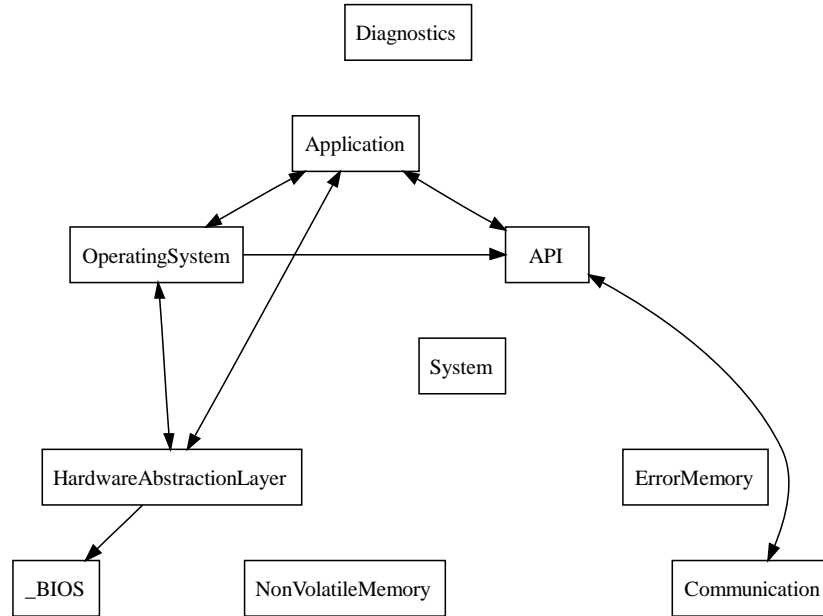 Diagnostics
Application
OperatingSystem
API
System
HardwareAbstractionLayer
ErrorMemory
_BIOS
NonVolatileMemory
Communication